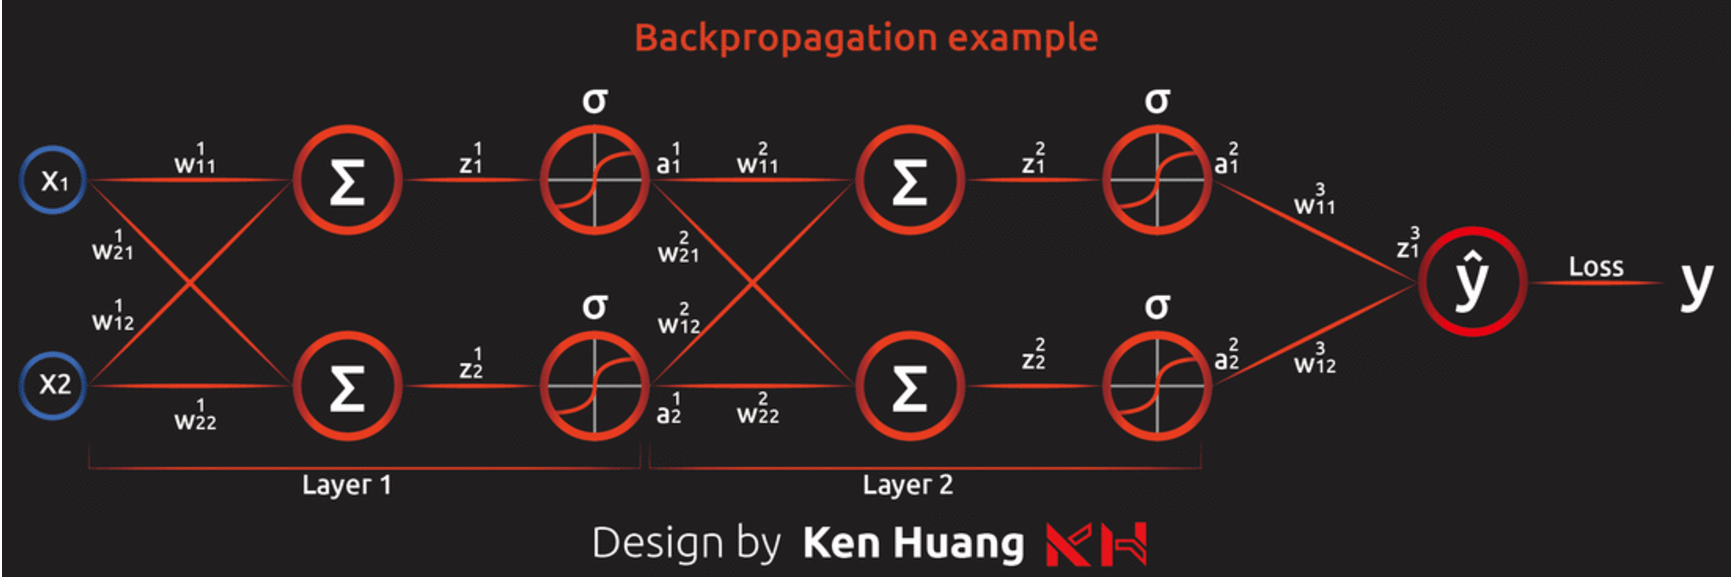 Backpropagation example
σ
σ
x₁
w¹₁₁
Σ
z¹₁
a¹₁
w²₁₁
Σ
z²₁
a²₁
w³₁₁
w¹₂₁
w²₂₁
z³₁
ŷ
Loss
y
w¹₁₂
w²₁₂
σ
σ
x2
w¹₂₂
Σ
z¹₂
a¹₂
w²₂₂
Σ
z²₂
a²₂
w³₁₂
Layer 1
Layer 2
Design by Ken Huang KH